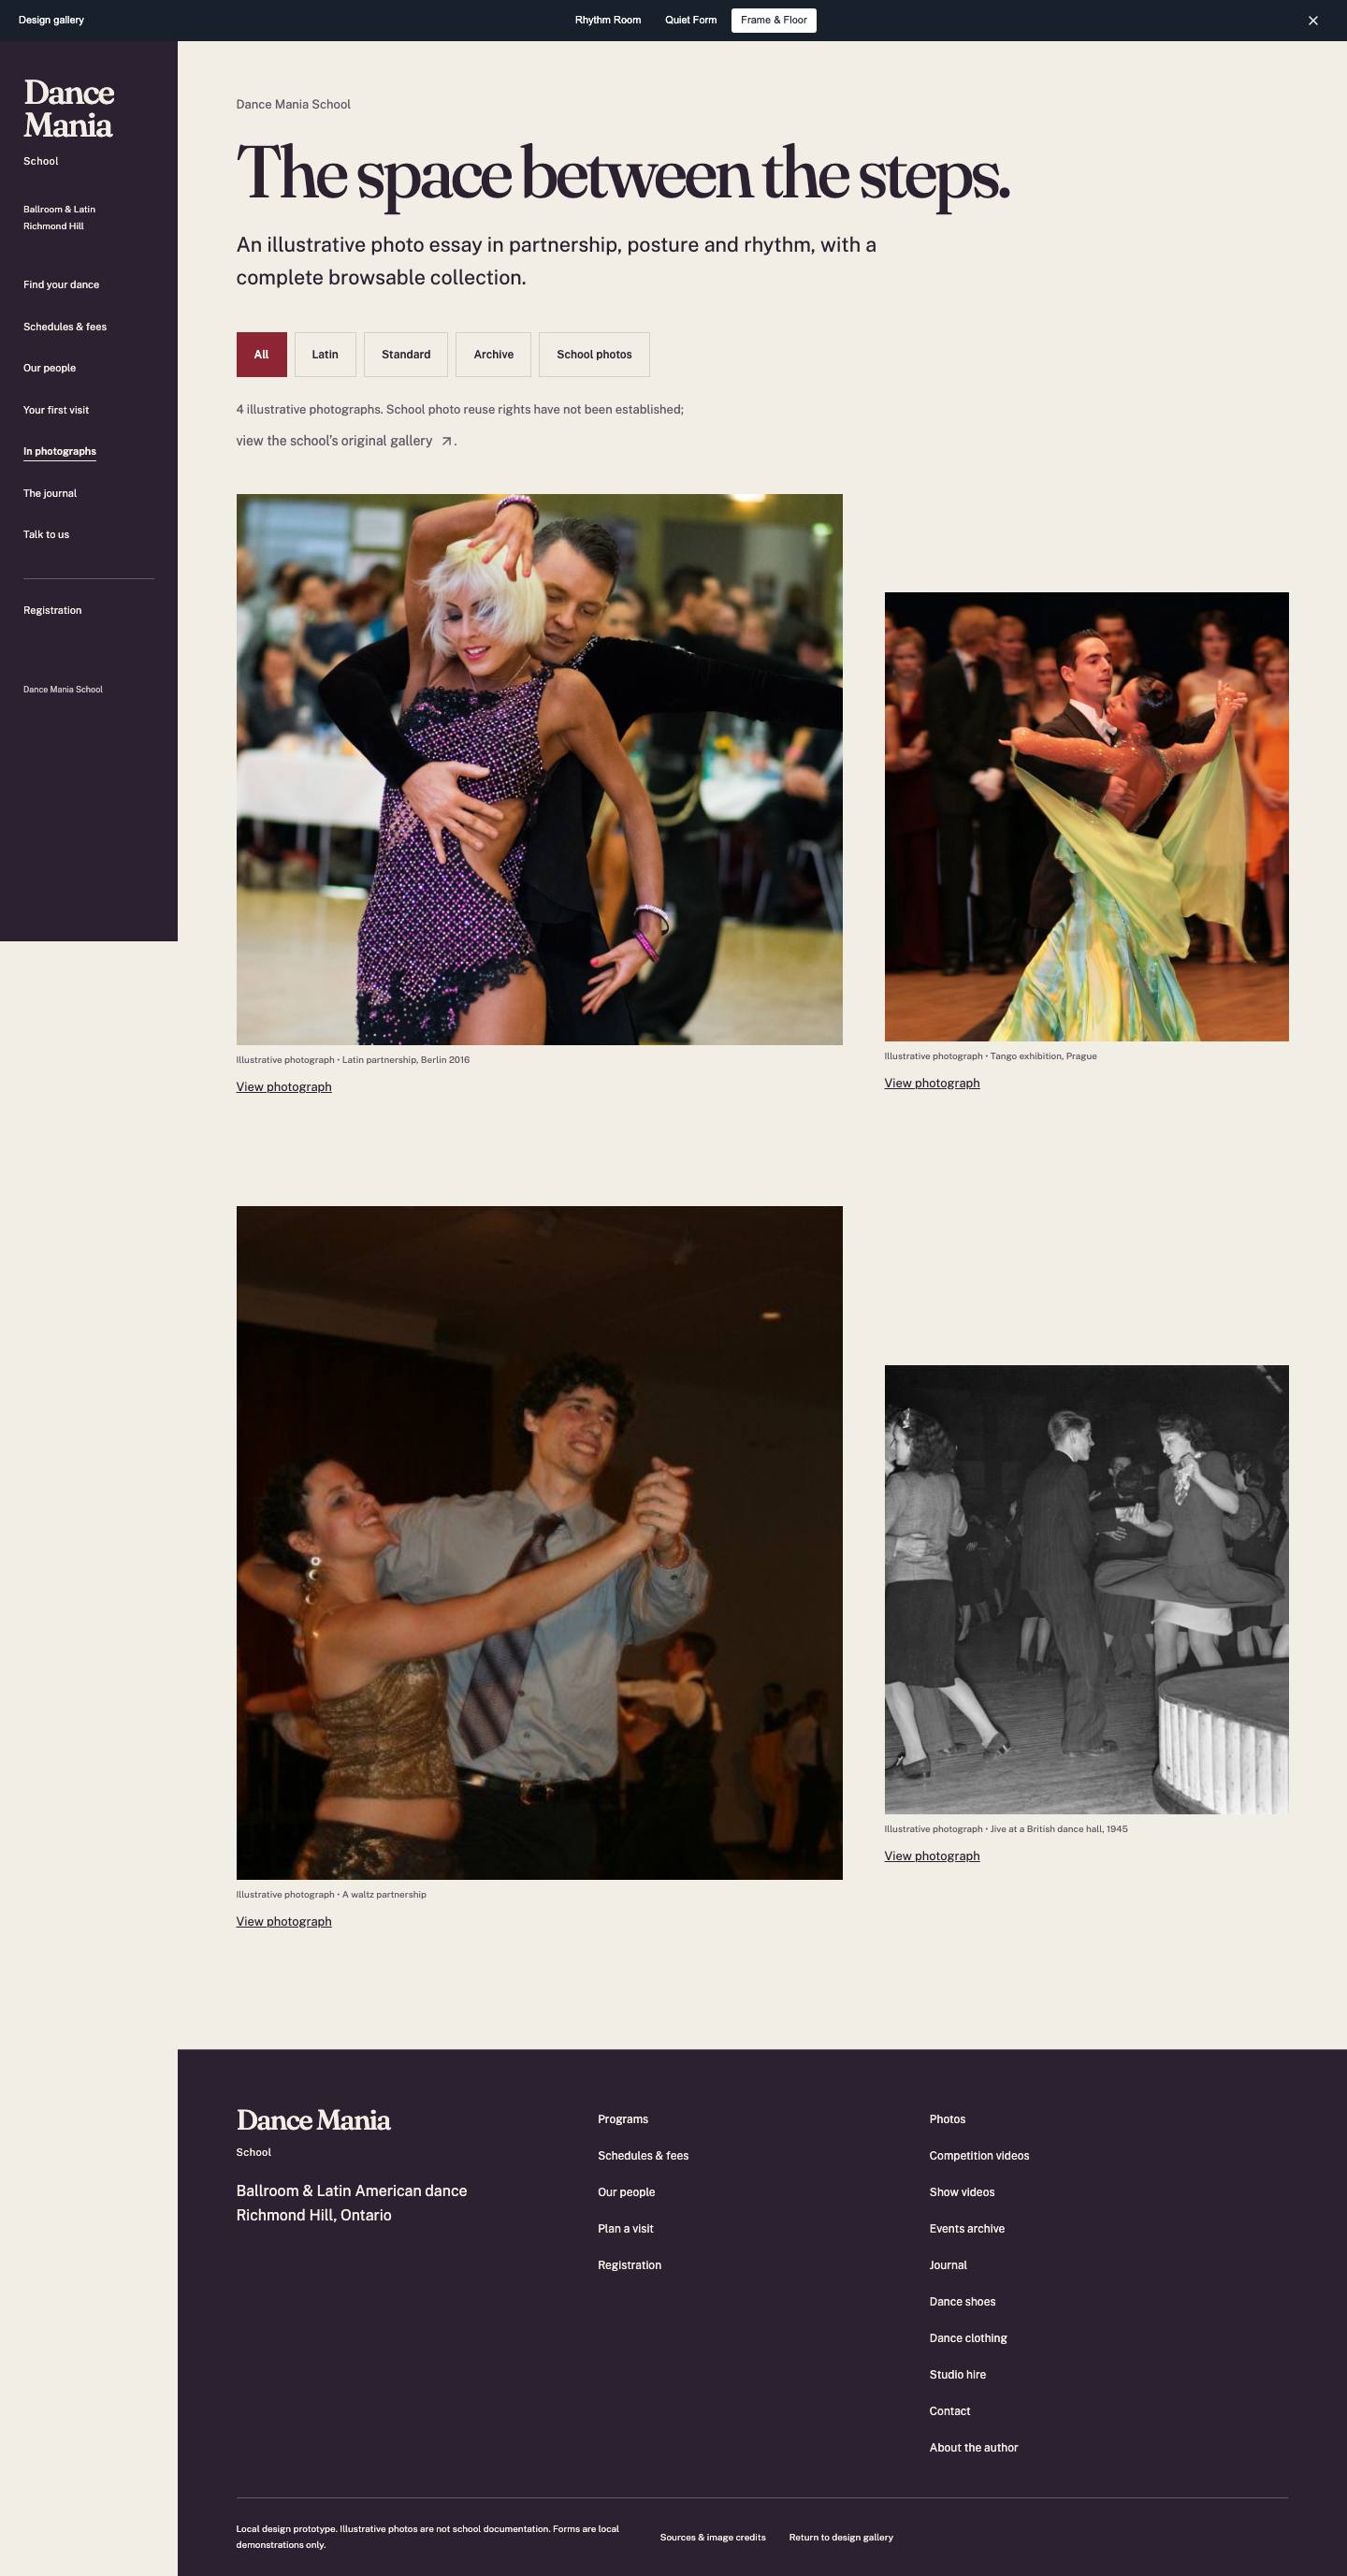 Design gallery
Rhythm Room
Quiet Form
Frame & Floor
Dance
Mania
School
Ballroom & Latin
Richmond Hill
Find your dance
Schedules & fees
Our people
Your first visit
In photographs
The journal
Talk to us
Registration
Dance Mania School
Dance Mania School
The space between the steps.
An illustrative photo essay in partnership, posture and rhythm, with a
complete browsable collection.
All
Latin
Standard
Archive
School photos
4 illustrative photographs. School photo reuse rights have not been established;
view the school's original gallery ↗.
Illustrative photograph • Latin partnership, Berlin 2016
View photograph
Illustrative photograph • Tango exhibition, Prague
View photograph
Illustrative photograph • A waltz partnership
View photograph
Illustrative photograph • Jive at a British dance hall, 1945
View photograph
Dance Mania
School
Ballroom & Latin American dance
Richmond Hill, Ontario
Programs
Schedules & fees
Our people
Plan a visit
Registration
Photos
Competition videos
Show videos
Events archive
Journal
Dance shoes
Dance clothing
Studio hire
Contact
About the author
Local design prototype. Illustrative photos are not school documentation. Forms are local
demonstrations only.
Sources & image credits
Return to design gallery